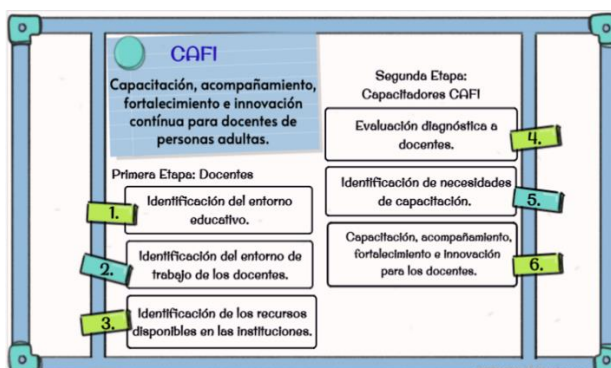 CAFI
Capacitación, acompañamiento,
fortalecimiento e innovación
contínua para docentes de
personas adultas.
Primera Etapa: Docentes
1.
Identificación del entorno
educativo.
2.
Identificación del entorno de
trabajo de los docentes.
3.
Identificación de los recursos
disponibles en las instituciones.
Segunda Etapa:
Capacitadores CAFI
Evaluación diagnóstica a
docentes.
4.
Identificación de necesidades
de capacitación.
5.
Capacitación, acompañamiento,
fortalecimiento e innovación
para los docentes.
6.